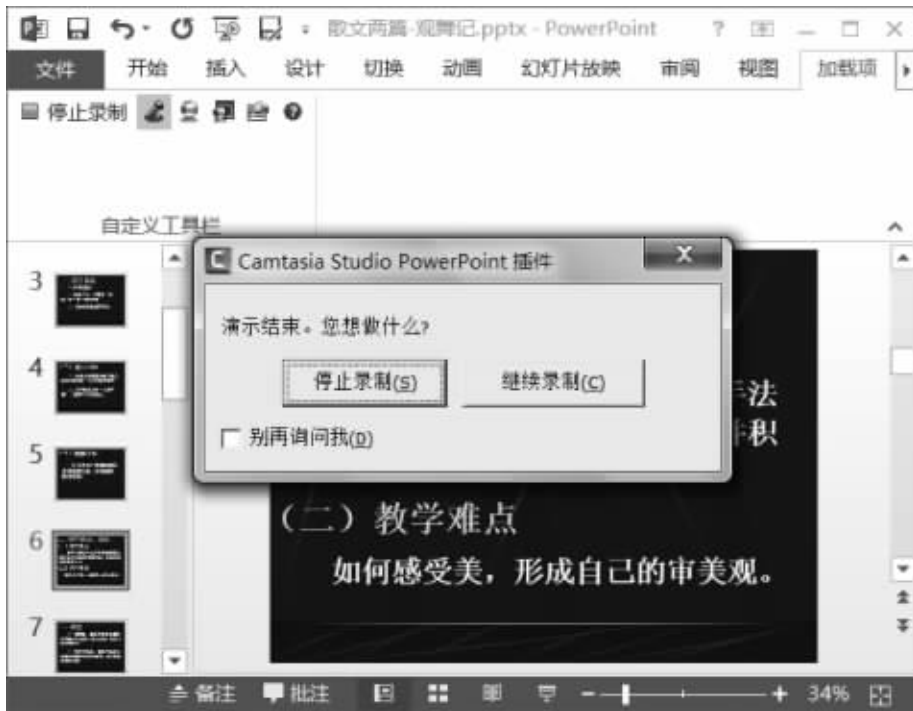 散文两篇-观舞记.pptx - PowerPoint ?
文件 开始 插入 设计 切换 动画 幻灯片放映 审阅 视图 加载项
停止录制
自定义工具栏
Camtasia Studio PowerPoint 插件
演示结束。您想做什么?
停止录制(S) 继续录制(C)
别再询问我(D)
3
4
5
6
7
手法
积
(二)教学难点
如何感受美，形成自己的审美观。
备注 批注 34%